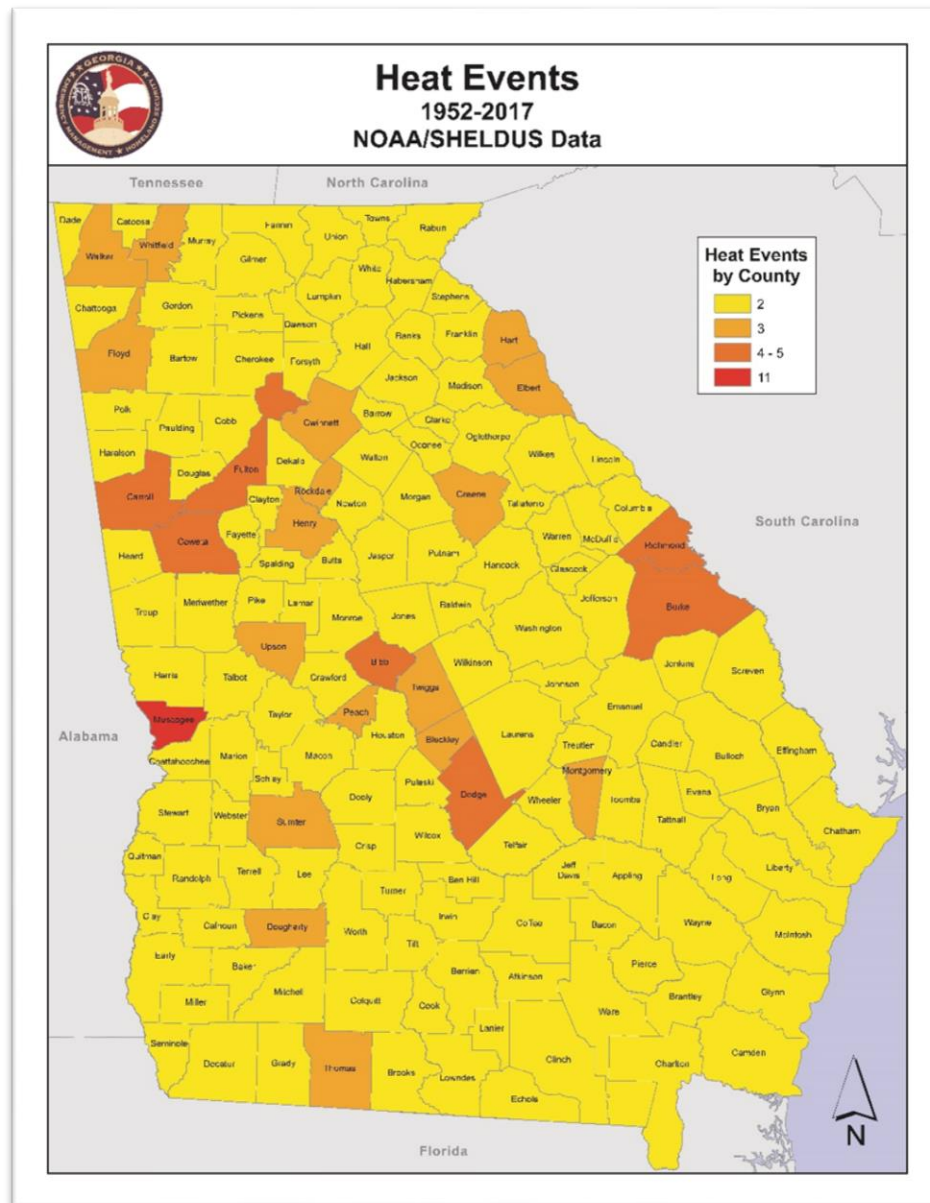 GEORGIA
EMERGENCY MANAGEMENT
HOMELAND SECURITY
Heat Events
1952-2017
NOAA/SHELDUS Data
Tennessee
North Carolina
Heat Events
by County
2
3
4 - 5
11
Dade
Catoosa
Fannin
Towns
Rabun
Union
Walker
Whitfield
Murray
Gilmer
White
Habersham
Chattooga
Gordon
Pickens
Lumpkin
Stephens
Dawson
Floyd
Bartow
Cherokee
Forsyth
Hall
Banks
Franklin
Hart
Jackson
Madison
Elbert
Polk
Paulding
Cobb
Gwinnett
Barrow
Clarke
Oconee
Oglethorpe
Haralson
Douglas
Fulton
Dekalb
Walton
Wilkes
Lincoln
Carroll
Clayton
Rockdale
Newton
Morgan
Greene
Taliaferro
Columbia
South Carolina
Coweta
Fayette
Henry
Warren
McDuffie
Richmond
Heard
Spalding
Butts
Jasper
Putnam
Hancock
Glascock
Troup
Meriwether
Pike
Lamar
Monroe
Jones
Baldwin
Jefferson
Burke
Washington
Upson
Bibb
Wilkinson
Jenkins
Screven
Harris
Talbot
Crawford
Twiggs
Johnson
Emanuel
Muscogee
Taylor
Peach
Houston
Bleckley
Laurens
Treutlen
Candler
Bulloch
Effingham
Alabama
Chattahoochee
Marion
Macon
Schley
Pulaski
Dodge
Montgomery
Stewart
Webster
Sumter
Dooly
Wheeler
Toombs
Evans
Tattnall
Bryan
Chatham
Wilcox
Crisp
Telfair
Quitman
Randolph
Terrell
Lee
Turner
Ben Hill
Jeff
Davis
Appling
Long
Liberty
Clay
Calhoun
Dougherty
Worth
Irwin
Coffee
Bacon
Wayne
McIntosh
Early
Baker
Tift
Berrien
Atkinson
Pierce
Miller
Mitchell
Colquitt
Cook
Ware
Brantley
Glynn
Seminole
Decatur
Grady
Thomas
Brooks
Lanier
Lowndes
Clinch
Echols
Charlton
Camden
Florida
N